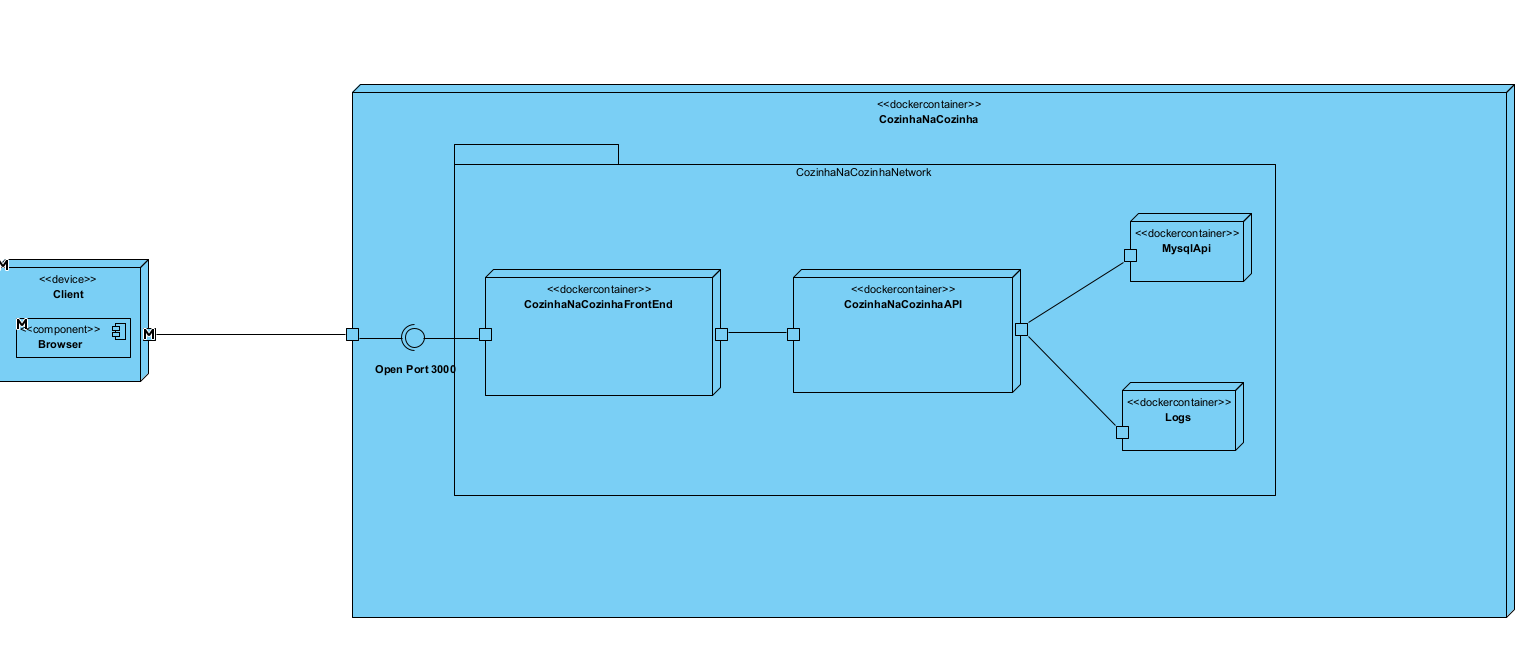 <<dockercontainer>>
CozinhaNaCozinha
CozinhaNaCozinhaNetwork
<<device>>
Client
<<component>>
Browser
Open Port 3000
<<dockercontainer>>
CozinhaNaCozinhaFrontEnd
<<dockercontainer>>
CozinhaNaCozinhaAPI
<<dockercontainer>>
MysqlApi
<<dockercontainer>>
Logs
M
M
M